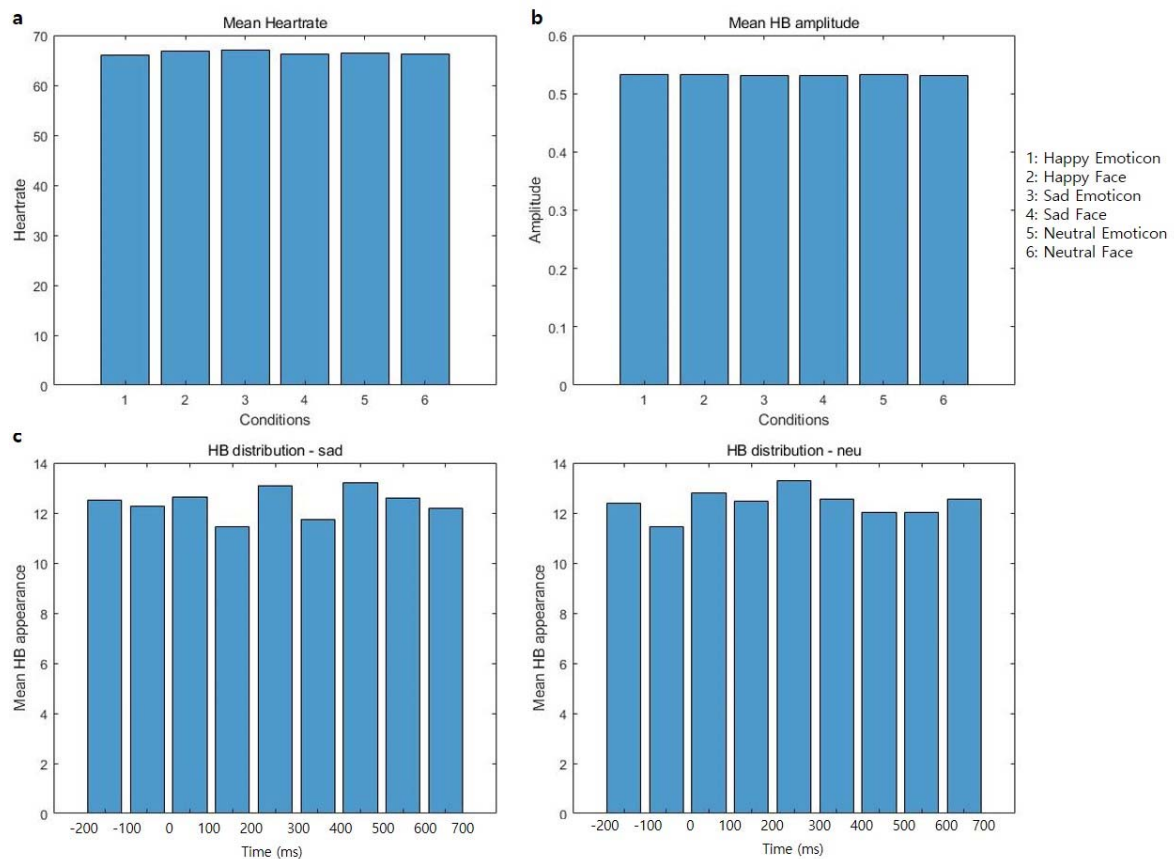 a
Mean Heartrate
70
60
50
40
30
20
10
0
Heartrate
1 2 3 4 5 6
Conditions
b
Mean HB amplitude
0.6
0.5
0.4
0.3
0.2
0.1
0
Amplitude
1 2 3 4 5 6
Conditions
1: Happy Emoticon
2: Happy Face
3: Sad Emoticon
4: Sad Face
5: Neutral Emoticon
6: Neutral Face
c
HB distribution - sad
14
12
10
8
6
4
2
0
Mean HB appearance
-200 -100 0 100 200 300 400 500 600 700
Time (ms)
HB distribution - neu
14
12
10
8
6
4
2
0
Mean HB appearance
-200 -100 0 100 200 300 400 500 600 700
Time (ms)